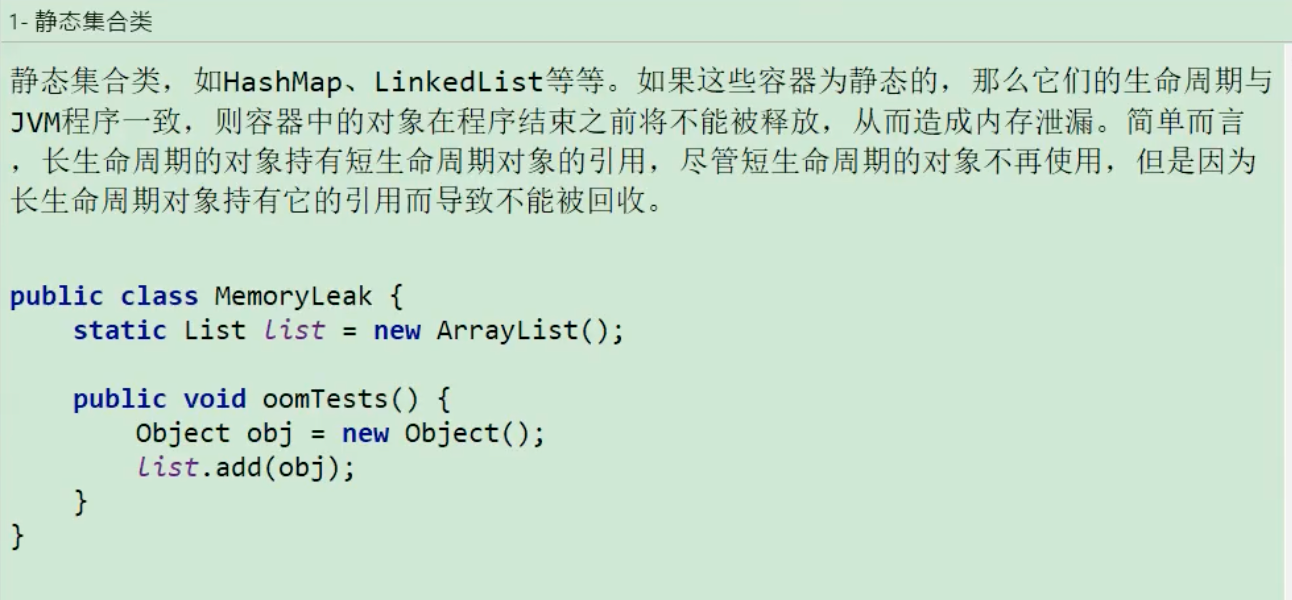 1- 静态集合类
静态集合类，如HashMap、LinkedList等等。如果这些容器为静态的，那么它们的生命周期与
JVM程序一致，则容器中的对象在程序结束之前将不能被释放，从而造成内存泄漏。简单而言
，长生命周期的对象持有短生命周期对象的引用，尽管短生命周期的对象不再使用，但是因为
长生命周期对象持有它的引用而导致不能被回收。
public class MemoryLeak {
    static List list = new ArrayList();
    public void oomTests() {
        Object obj = new Object();
        list.add(obj);
    }
}